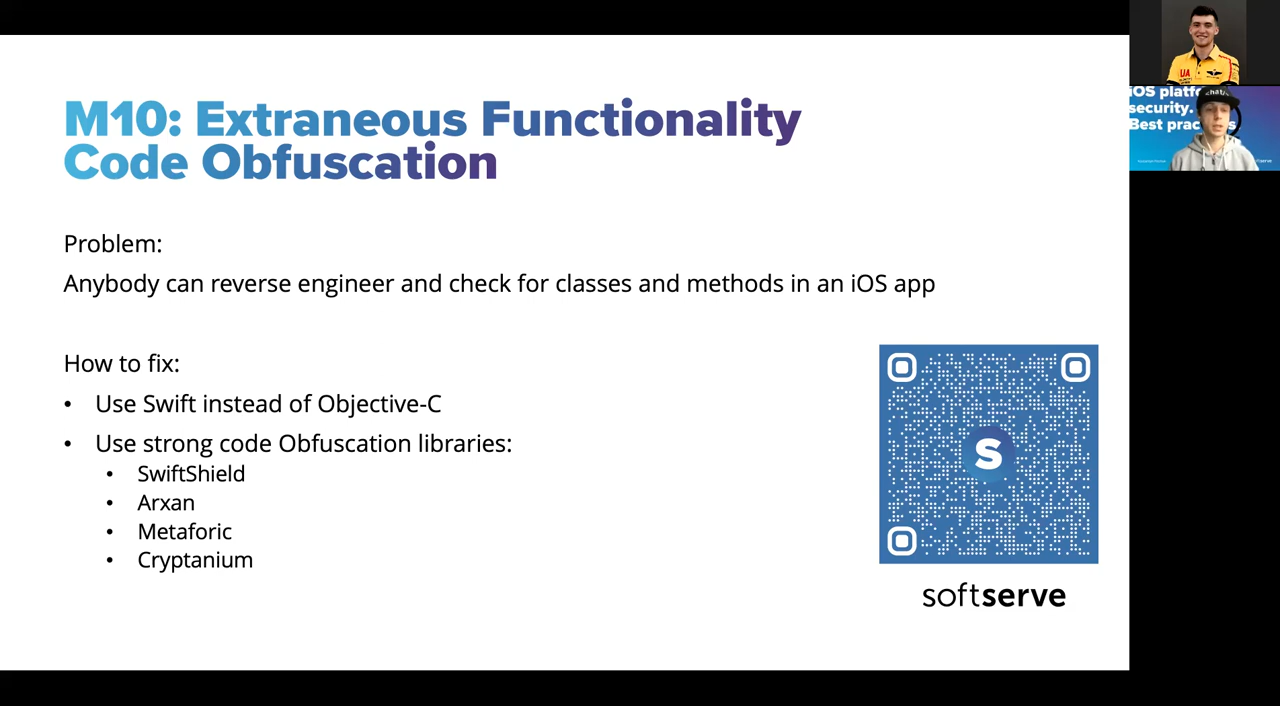 M10: Extraneous Functionality
Code Obfuscation
Problem:
Anybody can reverse engineer and check for classes and methods in an iOS app
How to fix:
• Use Swift instead of Objective-C
• Use strong code Obfuscation libraries:
• SwiftShield
• Arxan
• Metaforic
• Cryptanium
S
softserve
UA
iOS platfo
security.
Best prac